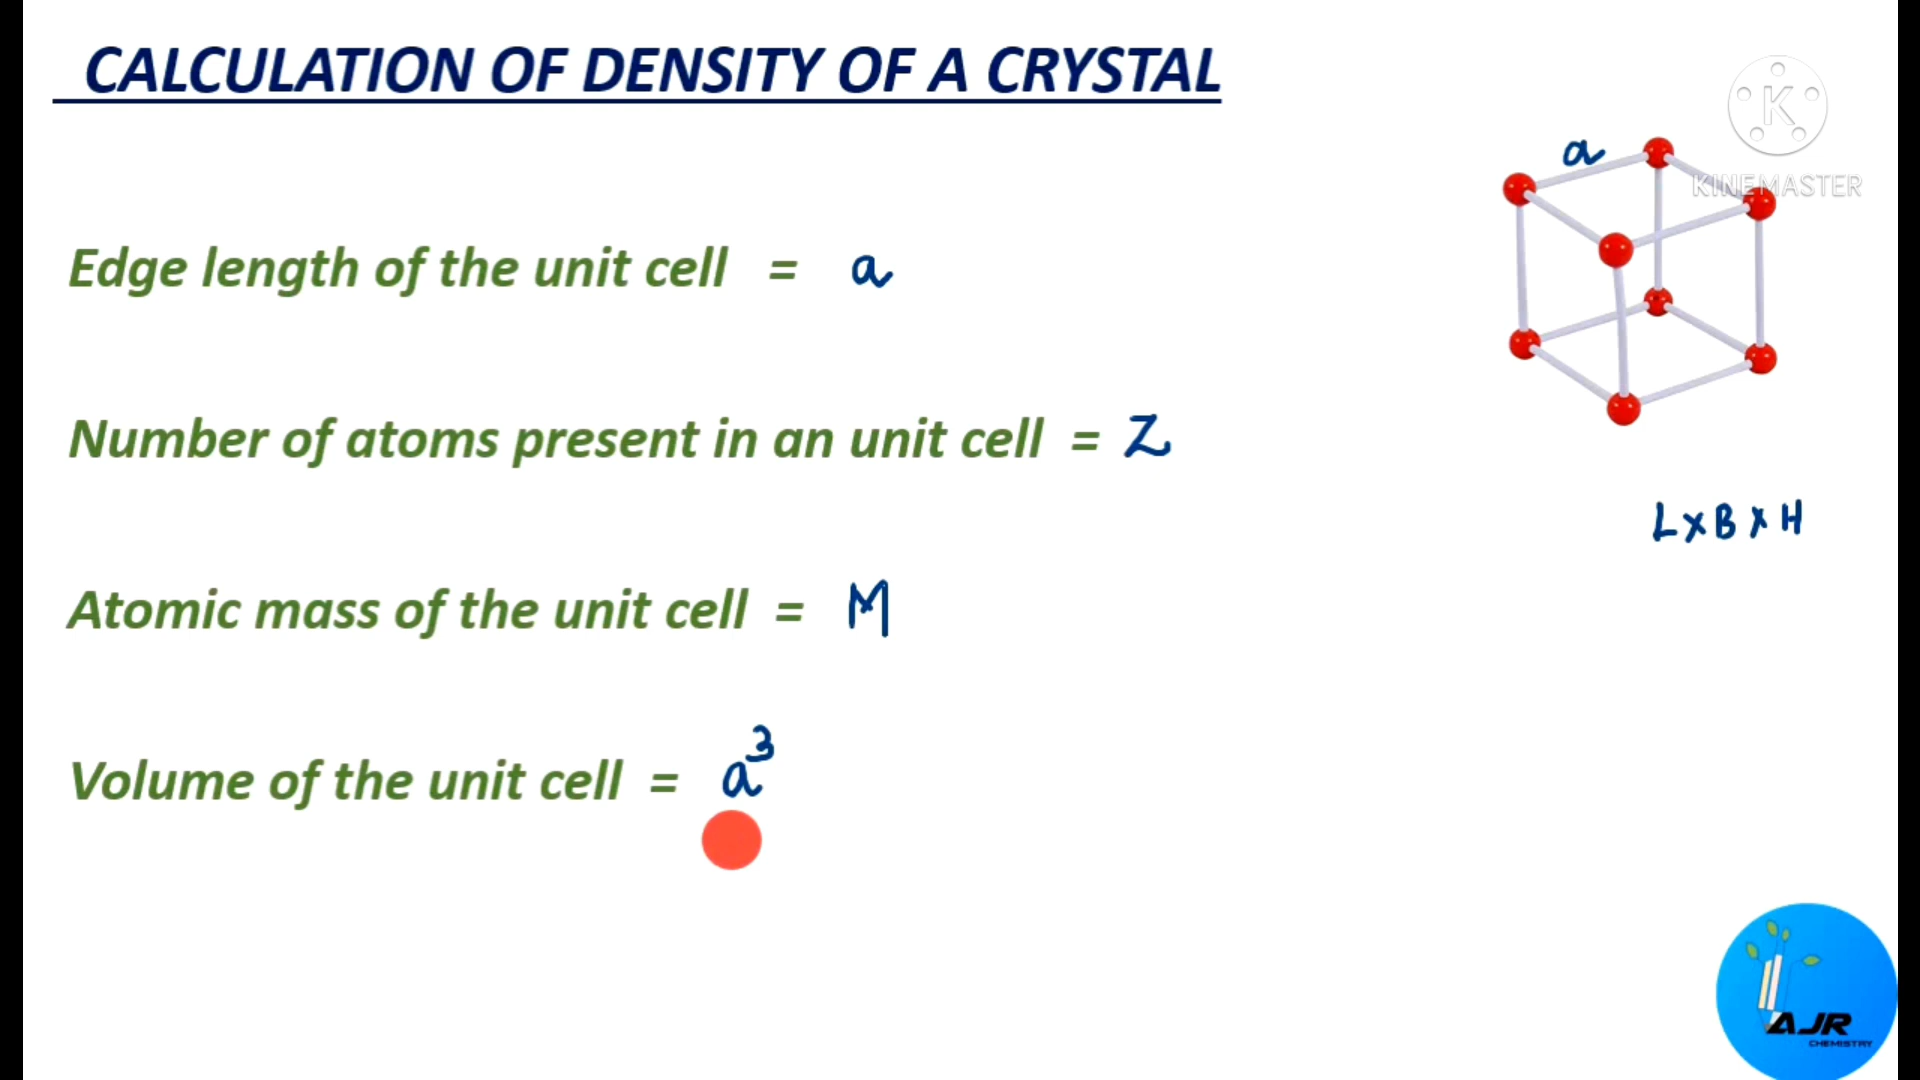 CALCULATION OF DENSITY OF A CRYSTAL
K
KINEMASTER
a
Edge length of the unit cell = a
Number of atoms present in an unit cell = Z
L x B x H
Atomic mass of the unit cell = M
Volume of the unit cell = a³
AJR
CHEMISTRY